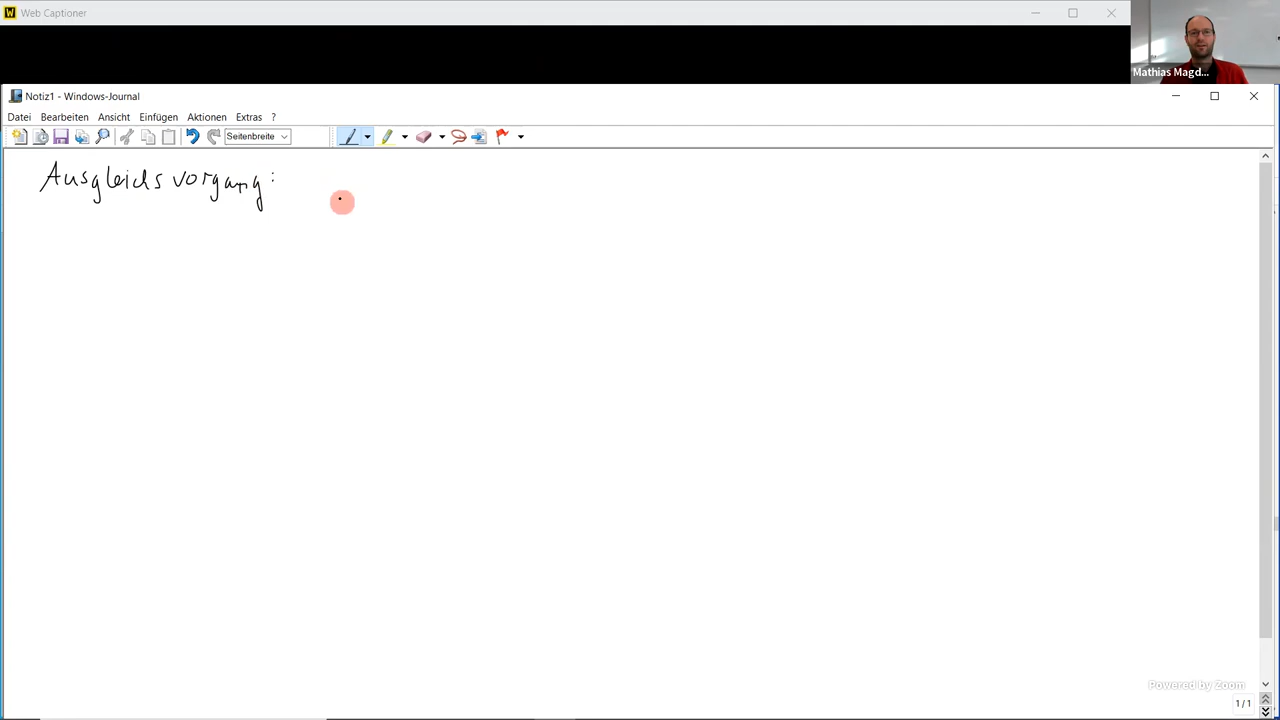 Web Captioner
Mathias Magd...
Notiz1 - Windows-Journal
Datei Bearbeiten Ansicht Einfügen Aktionen Extras ?
Seitenbreite
Ausgleichsvorgang:
Powered by Zoom
1/1